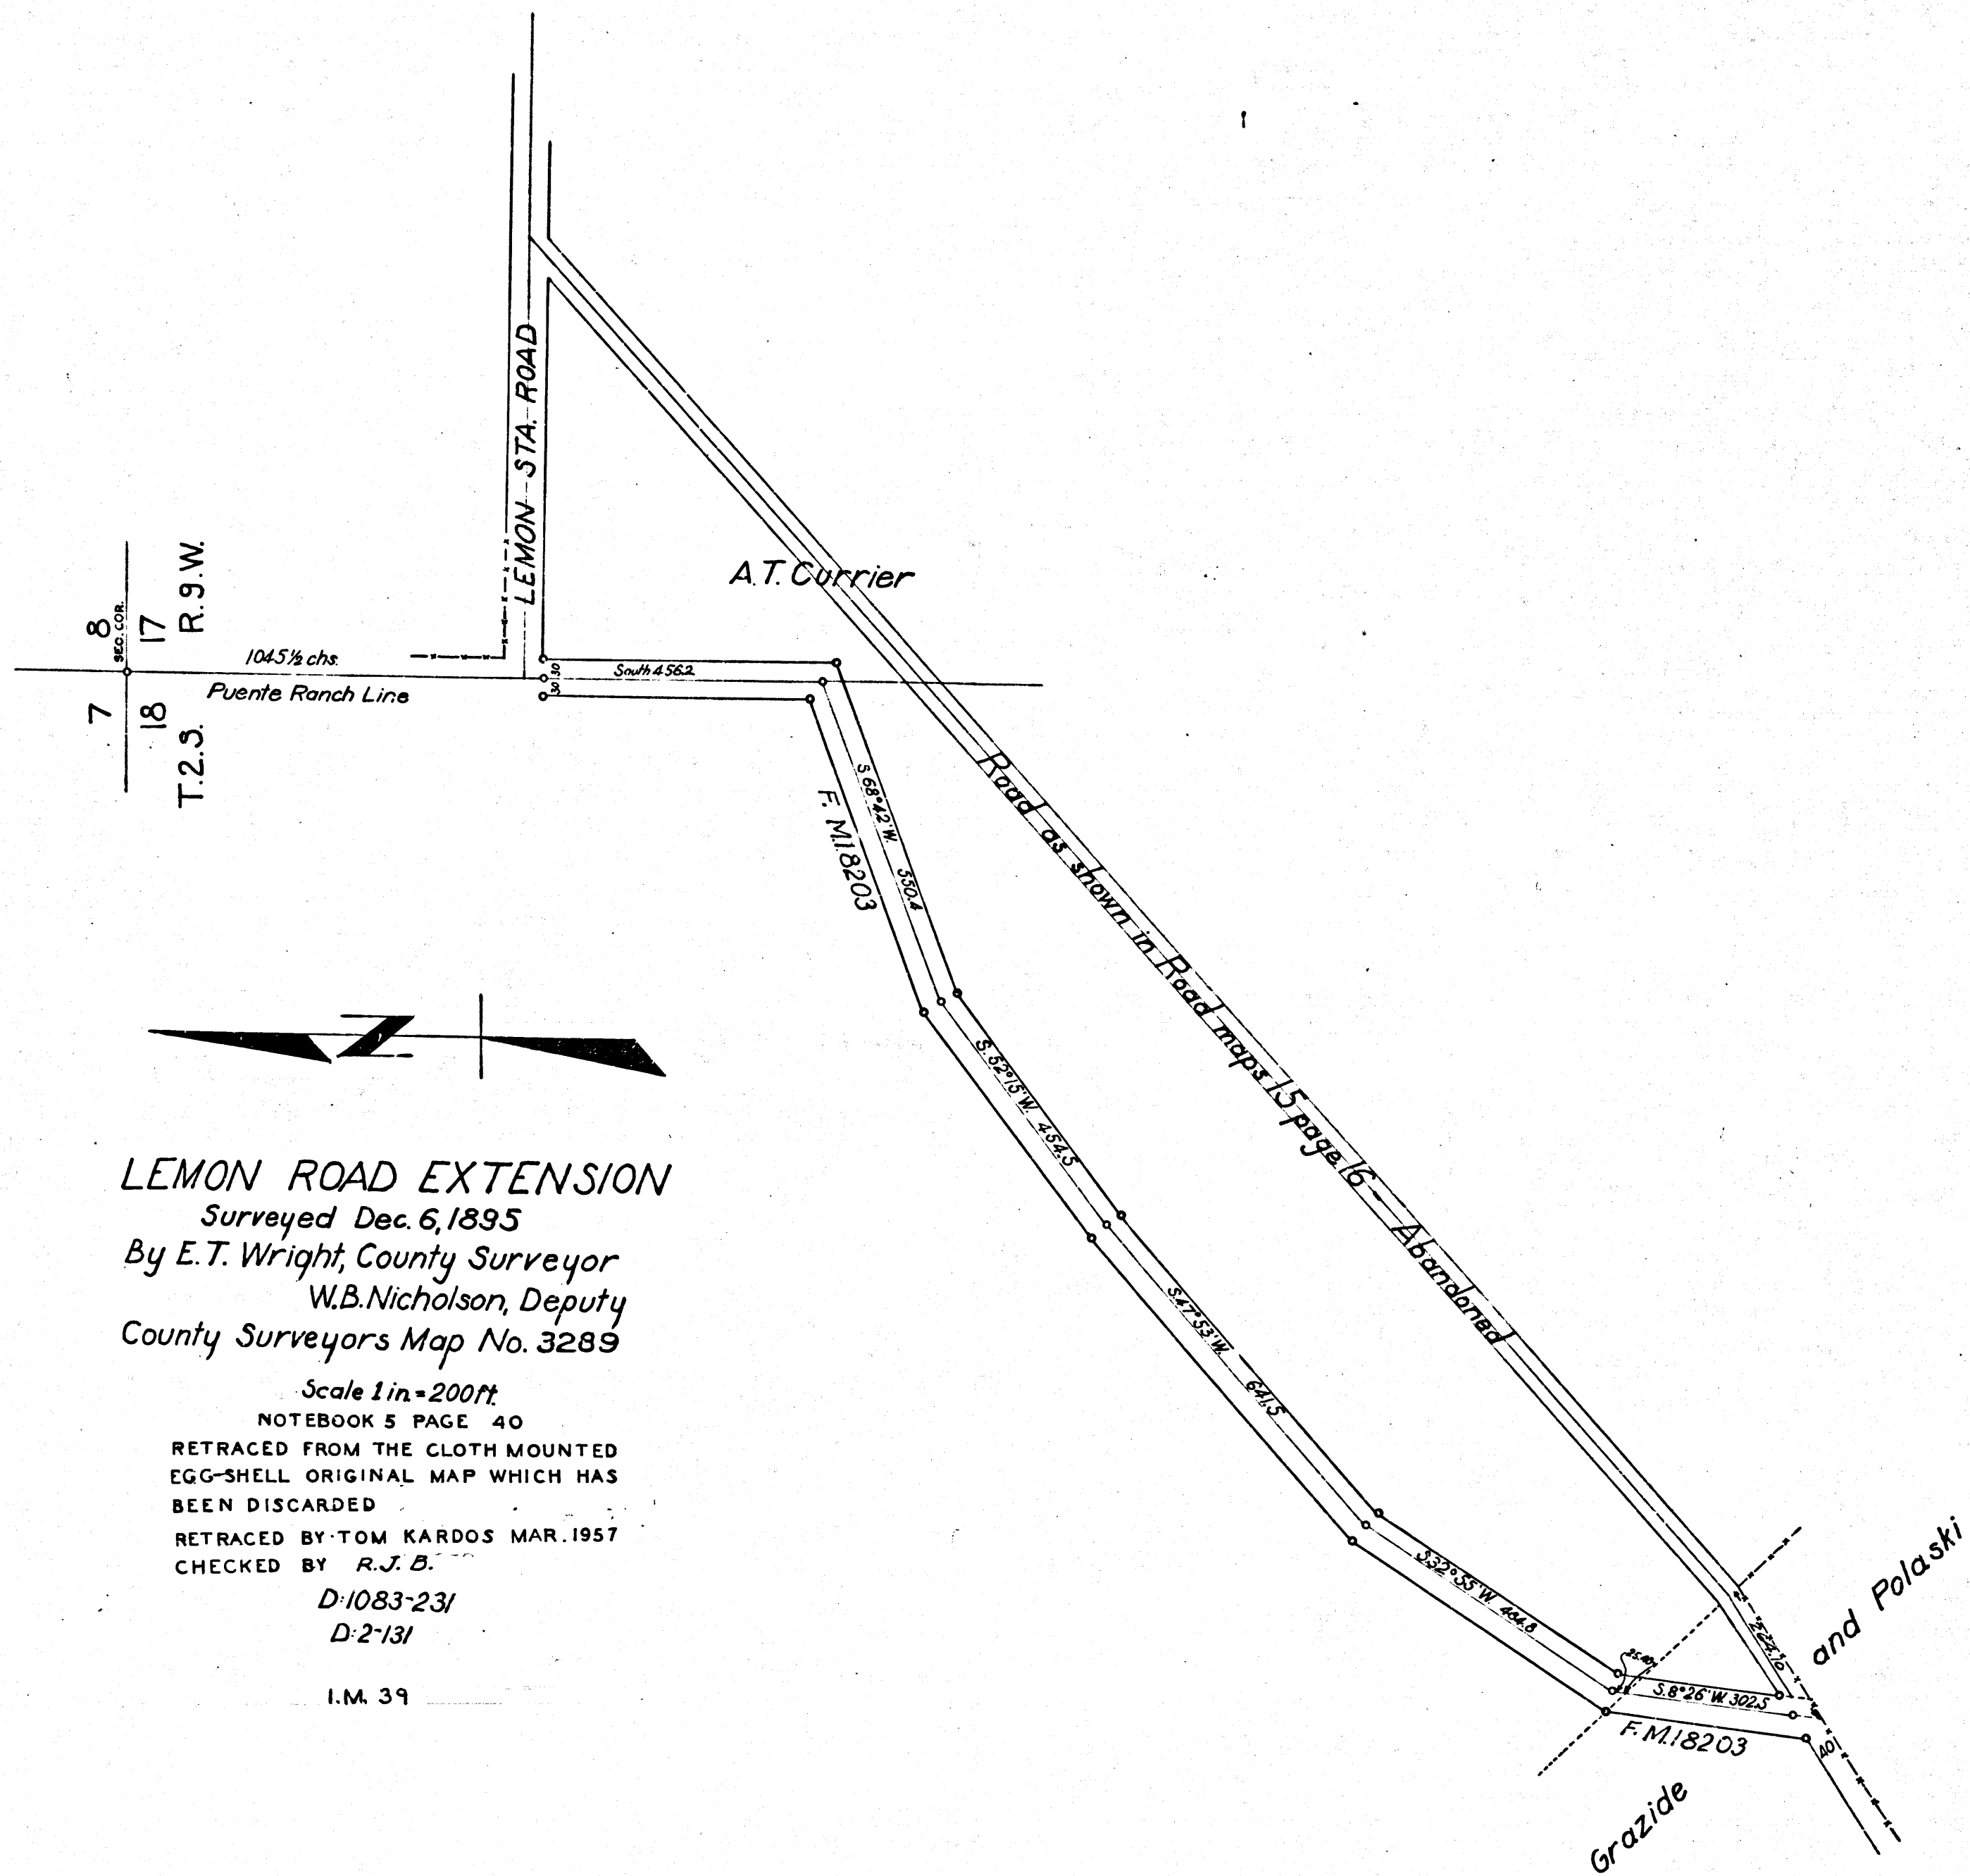 LEMON STA. ROAD
A.T. Currier
8
SEC. COR.
17
R.9.W.
7
18
T.2.S.
1045½ chs.
Puente Ranch Line
30
30
South 456.2
S 68°42' W. 550.4
F. M.18203
S. 52°15' W. 454.5
S.47°53' W. 641.5
S.32°55' W. 464.8
25.40
S.8°26' W. 302.5
F. M.18203
40
Road as shown in Road maps 15 page 16 - Abandoned
Grazide and Polaski
N
LEMON ROAD EXTENSION
Surveyed Dec. 6, 1895
By E.T. Wright, County Surveyor
W.B.Nicholson, Deputy
County Surveyors Map No. 3289
Scale 1 in = 200 ft.
NOTEBOOK 5 PAGE 40
RETRACED FROM THE CLOTH MOUNTED
EGG-SHELL ORIGINAL MAP WHICH HAS
BEEN DISCARDED
RETRACED BY TOM KARDOS MAR. 1957
CHECKED BY R.J.B.
D:1083-231
D:2-131
I.M. 39